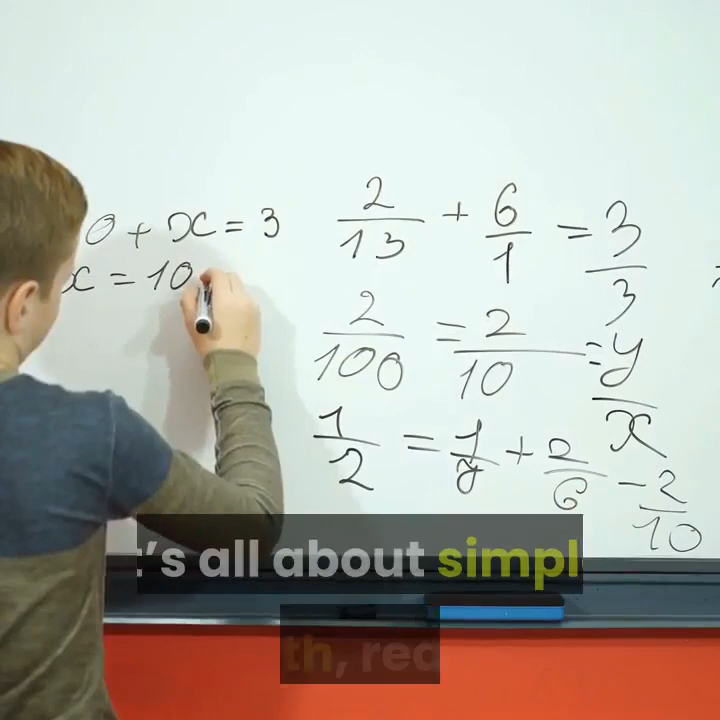 0 + x = 3
x = 10
2/13 + 6/1 = 3/3
2/100 = 2/10 = y/x
1/2 = 1/y + 2/6 - 2/10
t's all about simpl
th, red